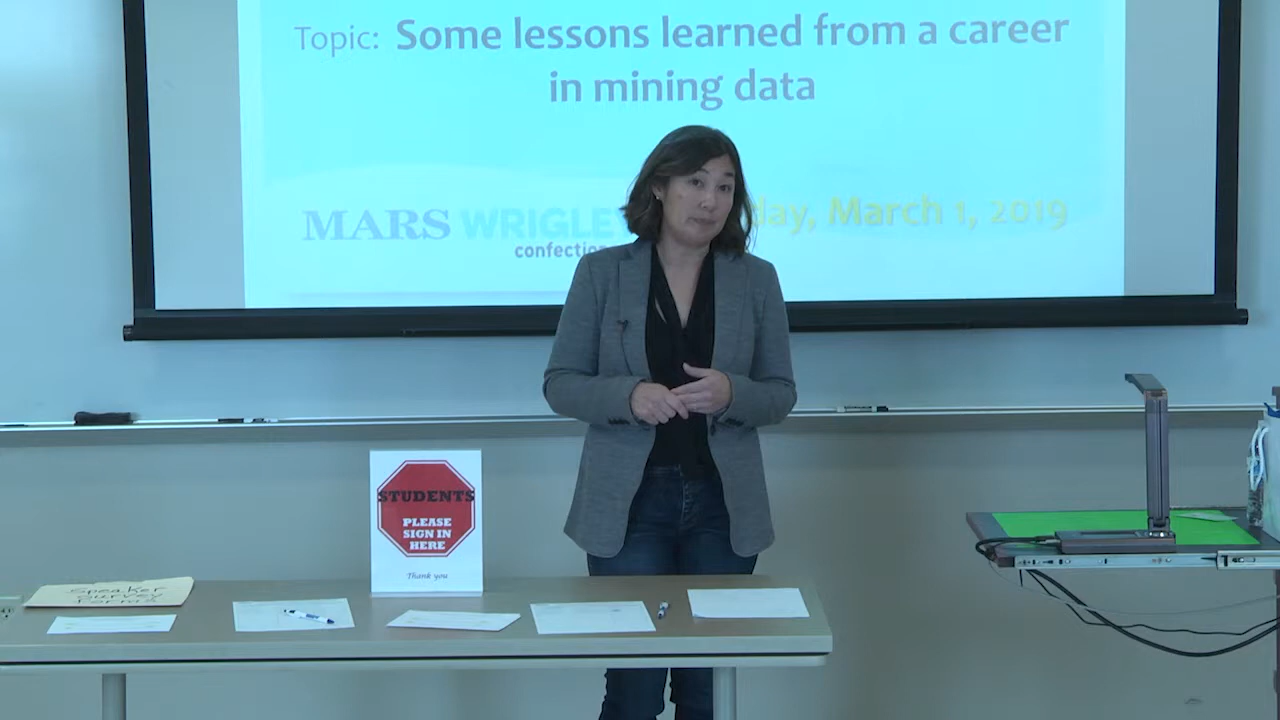 Topic: Some lessons learned from a career
in mining data
MARS WRIGLEY
confectio
day, March 1, 2019
STUDENTS
PLEASE
SIGN IN
HERE
Thank you
Speaker
Survey
Forms